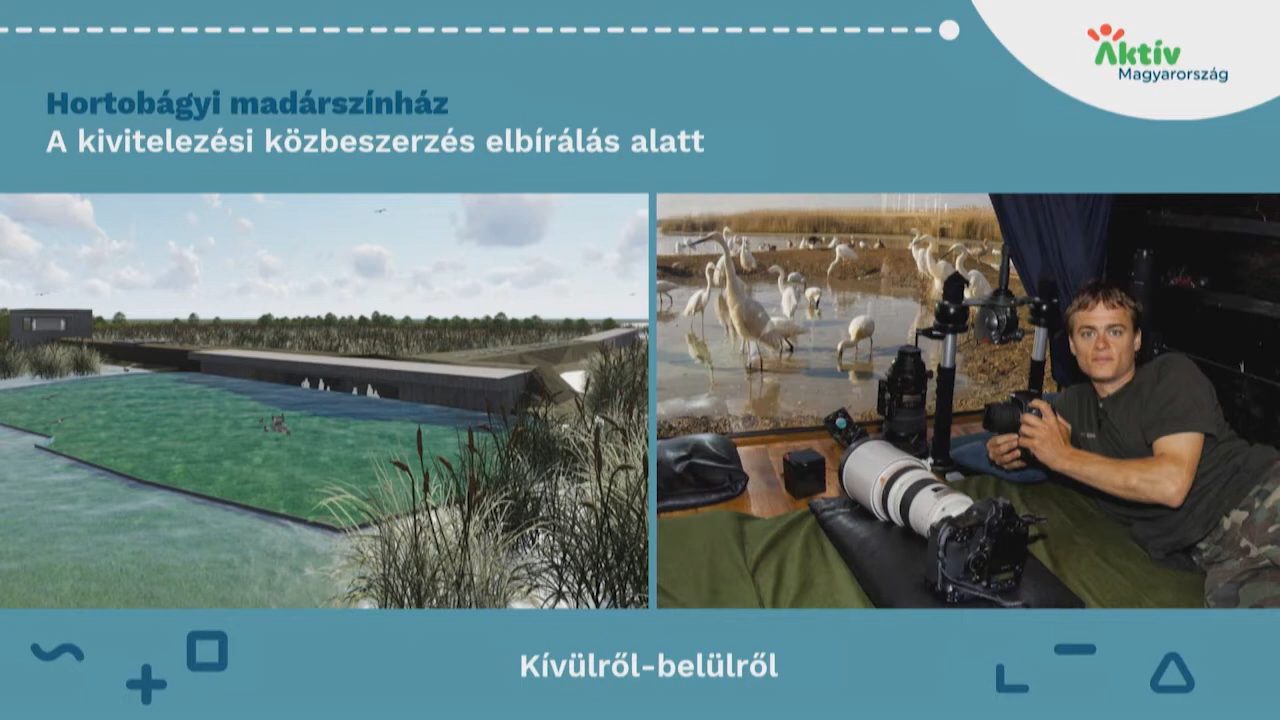 Aktív
Magyarország
Hortobágyi madárszínház
A kivitelezési közbeszerzés elbírálás alatt
Kívülről-belülről